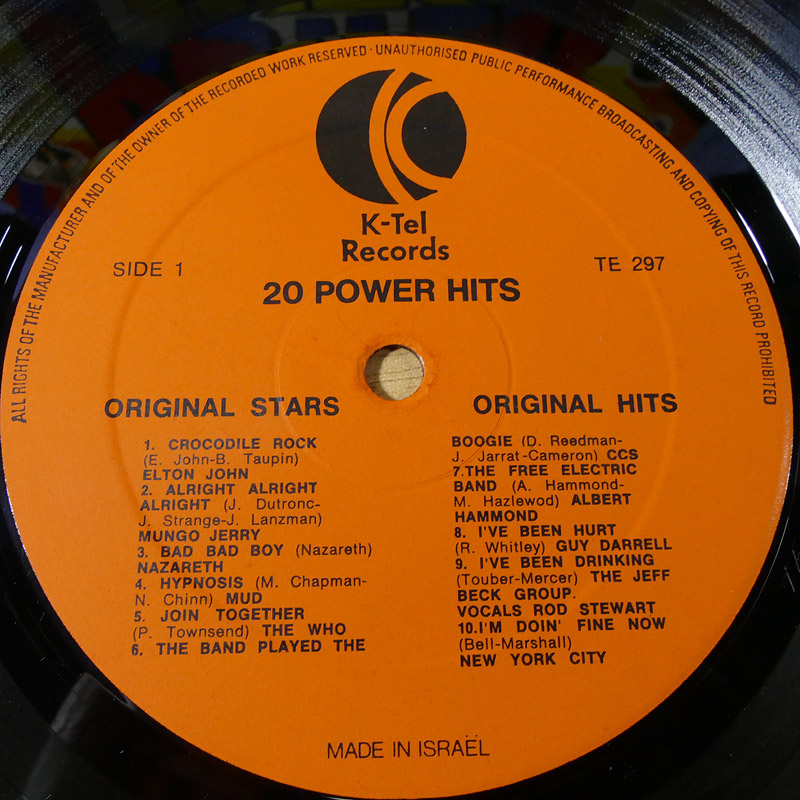 ALL RIGHTS OF THE MANUFACTURER AND OF THE OWNER OF THE RECORDED WORK RESERVED · UNAUTHORISED PUBLIC PERFORMANCE BROADCASTING AND COPYING OF THIS RECORD PROHIBITED
K-Tel
Records
SIDE 1
TE 297
20 POWER HITS
ORIGINAL STARS
1. CROCODILE ROCK
(E. John-B. Taupin)
ELTON JOHN
2. ALRIGHT ALRIGHT
ALRIGHT (J. Dutronc-
J. Strange-J. Lanzman)
MUNGO JERRY
3. BAD BAD BOY (Nazareth)
NAZARETH
4. HYPNOSIS (M. Chapman-
N. Chinn) MUD
5. JOIN TOGETHER
(P. Townsend) THE WHO
6. THE BAND PLAYED THE
ORIGINAL HITS
BOOGIE (D. Reedman-
J. Jarrat-Cameron) CCS
7.THE FREE ELECTRIC
BAND (A. Hammond-
M. Hazlewod) ALBERT
HAMMOND
8. I'VE BEEN HURT
(R. Whitley) GUY DARRELL
9. I'VE BEEN DRINKING
(Touber-Mercer) THE JEFF
BECK GROUP.
VOCALS ROD STEWART
10.I'M DOIN' FINE NOW
(Bell-Marshall)
NEW YORK CITY
MADE IN ISRAËL